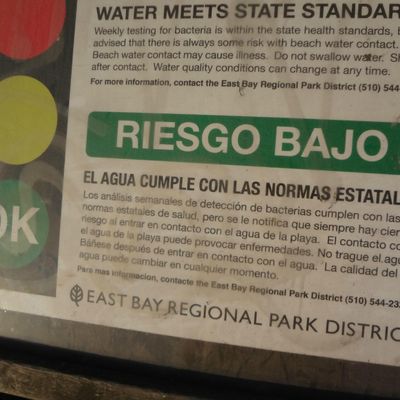 WATER MEETS STATE STANDAR
Weekly testing for bacteria is within the state health standards,
advised that there is always some risk with beach water contact.
Beach water contact may cause illness. Do not swallow water. S
after contact. Water quality conditions can change at any time.
For more information, contact the East Bay Regional Park District (510) 544
RIESGO BAJO
EL AGUA CUMPLE CON LAS NORMAS ESTATAL
Los análisis semanales de detección de bacterias cumplen con las
normas estatales de salud, pero se le notifica que siempre hay cier
riesgo al entrar en contacto con el agua de la playa. El contacto co
el agua de la playa puede provocar enfermedades. No trague el agu
Báñese después de entrar en contacto con el agua. La calidad del
agua puede cambiar en cualquier momento.
OK
Para mas informacion, contacte the East Bay Regional Park District (510) 544-23
EAST BAY REGIONAL PARK DISTRIC